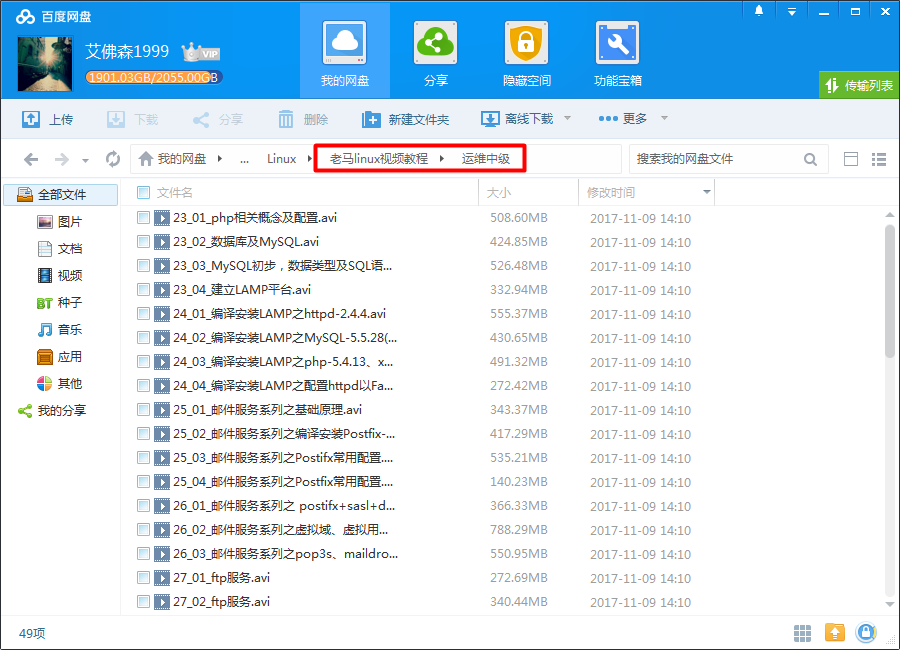 百度网盘
艾佛森1999 VIP
1901.03GB/2055.00GB
我的网盘 分享 隐藏空间 功能宝箱
传输列表
上传 下载 分享 删除 新建文件夹 离线下载 更多
我的网盘 ... Linux 老马linux视频教程 运维中级 搜索我的网盘文件
全部文件
图片
文档
视频
BT 种子
音乐
应用
其他
我的分享
文件名 大小 修改时间
23_01_php相关概念及配置.avi 508.60MB 2017-11-09 14:10
23_02_数据库及MySQL.avi 424.85MB 2017-11-09 14:10
23_03_MySQL初步，数据类型及SQL语... 526.48MB 2017-11-09 14:10
23_04_建立LAMP平台.avi 332.94MB 2017-11-09 14:10
24_01_编译安装LAMP之httpd-2.4.4.avi 555.37MB 2017-11-09 14:10
24_02_编译安装LAMP之MySQL-5.5.28(... 430.65MB 2017-11-09 14:10
24_03_编译安装LAMP之php-5.4.13、x... 491.32MB 2017-11-09 14:10
24_04_编译安装LAMP之配置httpd以Fa... 272.42MB 2017-11-09 14:10
25_01_邮件服务系列之基础原理.avi 343.37MB 2017-11-09 14:10
25_02_邮件服务系列之编译安装Postfix-... 417.29MB 2017-11-09 14:10
25_03_邮件服务系列之Postifx常用配置.... 535.21MB 2017-11-09 14:10
25_04_邮件服务系列之Postfix常用配置.... 140.23MB 2017-11-09 14:10
26_01_邮件服务系列之 postifx+sasl+d... 366.33MB 2017-11-09 14:10
26_02_邮件服务系列之虚拟域、虚拟用... 788.29MB 2017-11-09 14:10
26_03_邮件服务系列之pop3s、maildro... 550.95MB 2017-11-09 14:10
27_01_ftp服务.avi 272.69MB 2017-11-09 14:10
27_02_ftp服务.avi 340.44MB 2017-11-09 14:10
49项